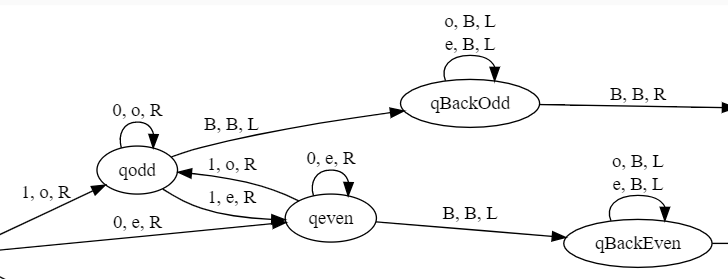 o, B, L
e, B, L
qBackOdd
B, B, R
0, o, R
B, B, L
qodd
1, o, R
0, e, R
1, o, R
1, e, R
qeven
0, e, R
B, B, L
o, B, L
e, B, L
qBackEven